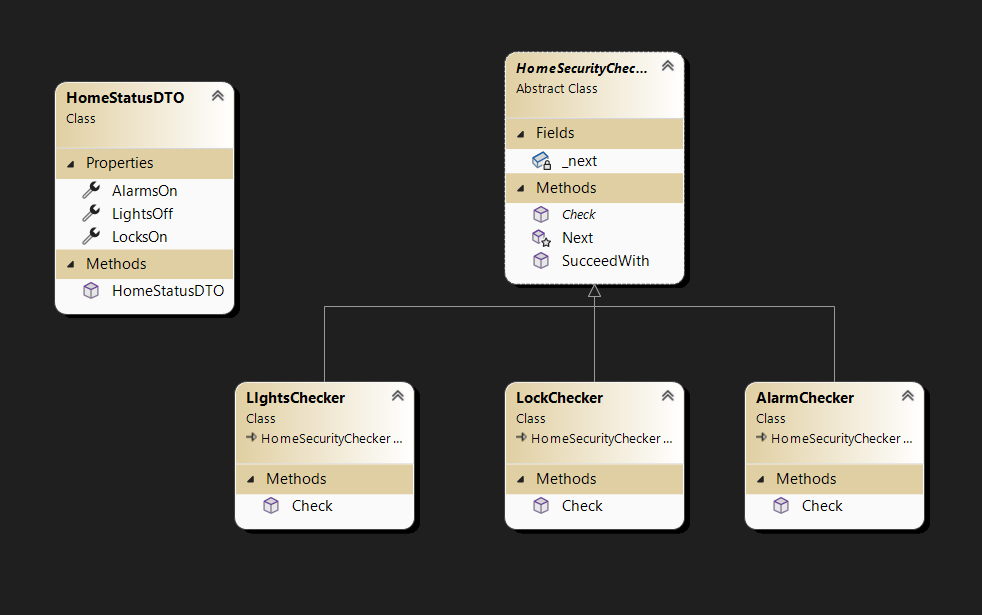 HomeStatusDTO
Class
Properties
AlarmsOn
LightsOff
LocksOn
Methods
HomeStatusDTO
HomeSecurityChec...
Abstract Class
Fields
_next
Methods
Check
Next
SucceedWith
LIghtsChecker
Class
HomeSecurityChecker ...
Methods
Check
LockChecker
Class
HomeSecurityChecker ...
Methods
Check
AlarmChecker
Class
HomeSecurityChecker ...
Methods
Check